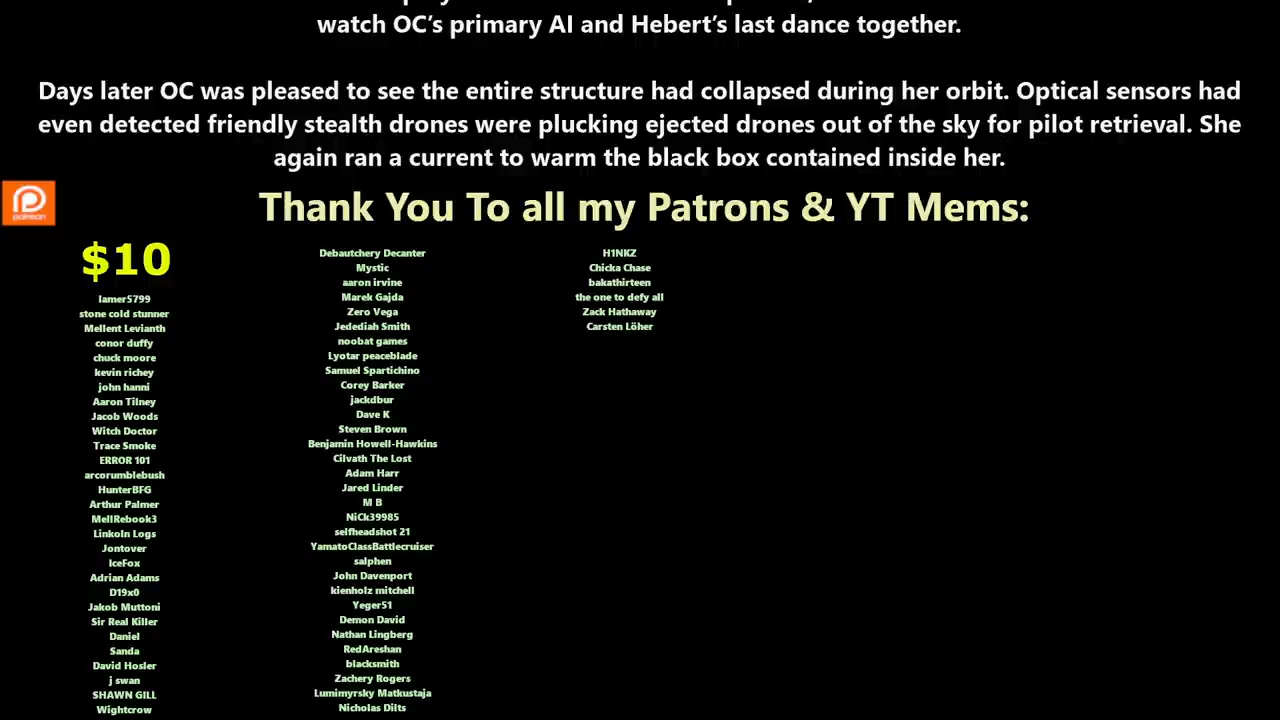 watch OC's primary AI and Hebert's last dance together.
Days later OC was pleased to see the entire structure had collapsed during her orbit. Optical sensors had
even detected friendly stealth drones were plucking ejected drones out of the sky for pilot retrieval. She
again ran a current to warm the black box contained inside her.
patreon
Thank You To all my Patrons & YT Mems:
$10
lamer5799
stone cold stunner
Mellent Levianth
conor duffy
chuck moore
kevin richey
john hanni
Aaron Tilney
Jacob Woods
Witch Doctor
Trace Smoke
ERROR 101
arcorumblebush
HunterBFG
Arthur Palmer
MellRebook3
Linkoln Logs
Jontover
IceFox
Adrian Adams
D19x0
Jakob Muttoni
Sir Real Killer
Daniel
Sanda
David Hosler
j swan
SHAWN GILL
Wightcrow
Debautchery Decanter
Mystic
aaron irvine
Marek Gajda
Zero Vega
Jedediah Smith
noobat games
Lyotar peaceblade
Samuel Spartichino
Corey Barker
jackdbur
Dave K
Steven Brown
Benjamin Howell-Hawkins
Cilvath The Lost
Adam Harr
Jared Linder
M B
NiCk39985
selfheadshot 21
YamatoClassBattlecruiser
salphen
John Davenport
kienholz mitchell
Yeger51
Demon David
Nathan Lingberg
RedAreshan
blacksmith
Zachery Rogers
Lumimyrsky Matkustaja
Nicholas Dilts
H1NKZ
Chicka Chase
bakathirteen
the one to defy all
Zack Hathaway
Carsten Löher